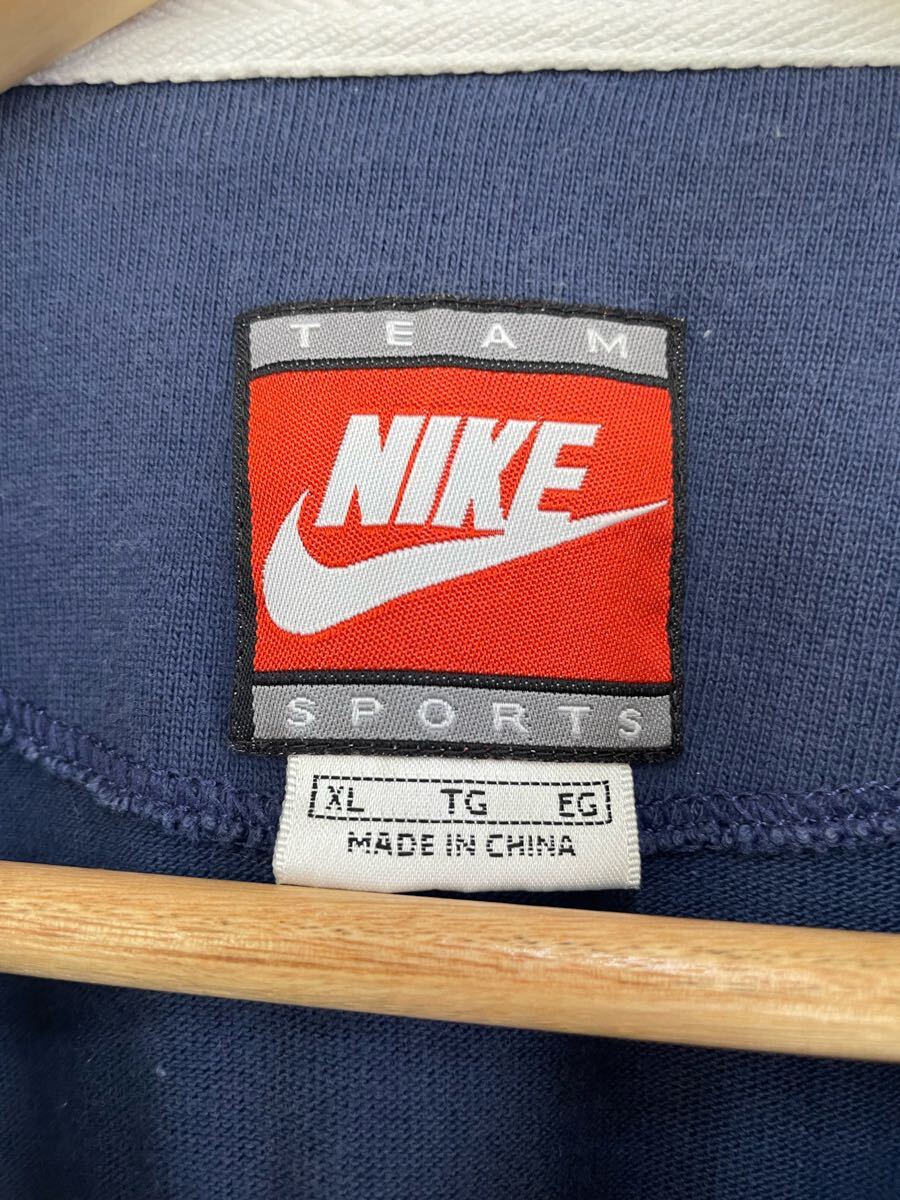 TEAM
NIKE
SPORTS
XL TG EG
MADE IN CHINA